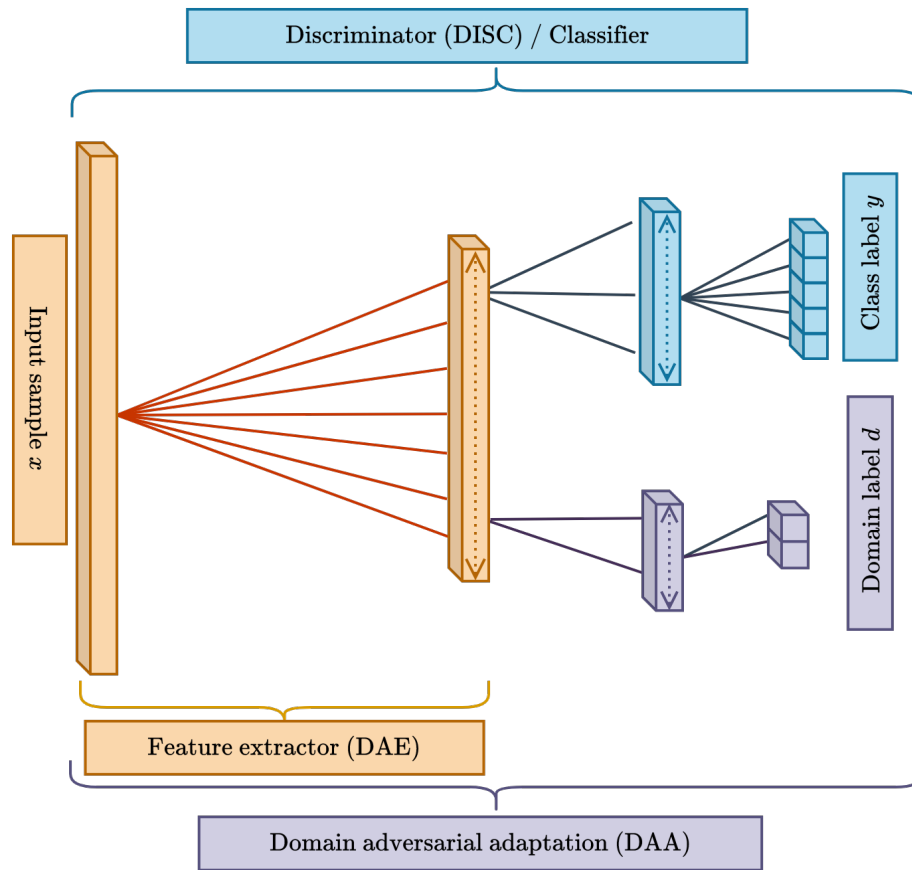 Discriminator (DISC) / Classifier
Input sample x
Class label y
Domain label d
Feature extractor (DAE)
Domain adversarial adaptation (DAA)